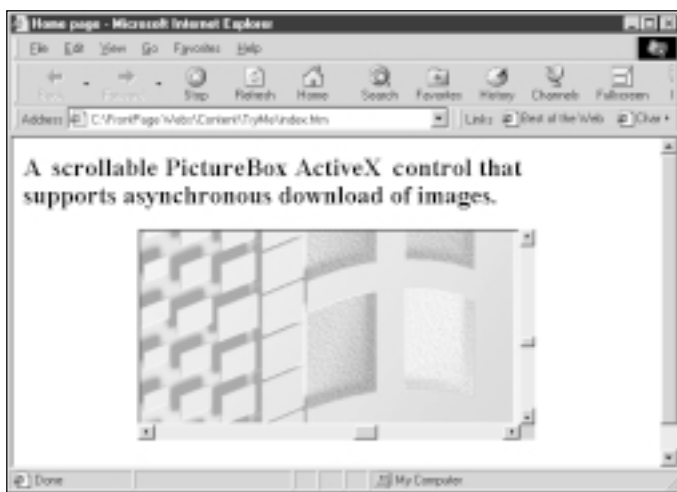 Home page - Microsoft Internet Explorer
File Edit View Go Favorites Help
Back Forward Stop Refresh Home Search Favorites History Channels Fullscreen
Address C:\FrontPage Webs\Content\TryMe\index.htm Links Best of the Web
A scrollable PictureBox ActiveX control that
supports asynchronous download of images.
Done My Computer